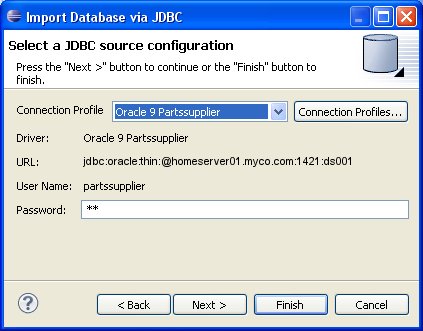 Import Database via JDBC
Select a JDBC source configuration
Press the "Next >" button to continue or the "Finish" button to
finish.
Connection Profile Oracle 9 Partssupplier Connection Profiles...
Driver: Oracle 9 Partssupplier
URL: jdbc:oracle:thin:@homeserver01.myco.com:1421:ds001
User Name: partssupplier
Password: **
? < Back Next > Finish Cancel